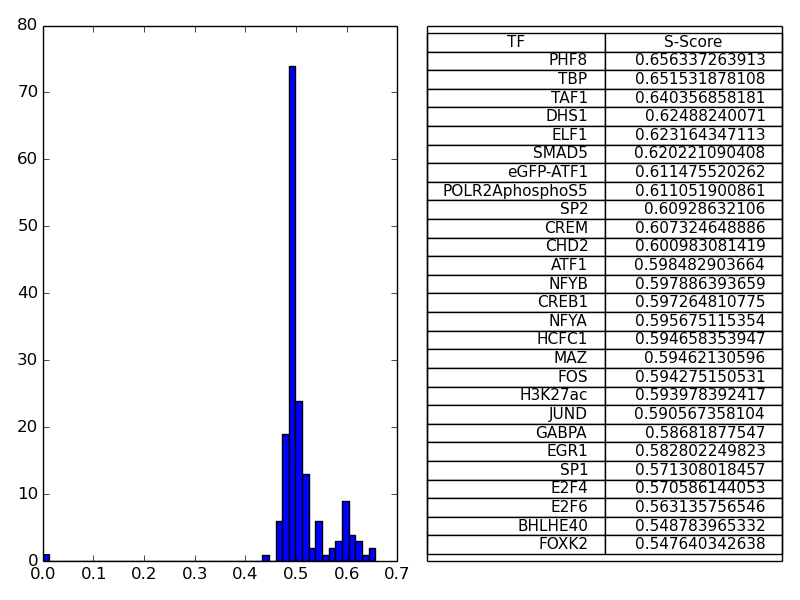 80
70
60
50
40
30
20
10
0
0.0 0.1 0.2 0.3 0.4 0.5 0.6 0.7
TF S-Score
PHF8 0.656337263913
TBP 0.651531878108
TAF1 0.640356858181
DHS1 0.62488240071
ELF1 0.623164347113
SMAD5 0.620221090408
eGFP-ATF1 0.611475520262
POLR2AphosphoS5 0.611051900861
SP2 0.60928632106
CREM 0.607324648886
CHD2 0.600983081419
ATF1 0.598482903664
NFYB 0.597886393659
CREB1 0.597264810775
NFYA 0.595675115354
HCFC1 0.594658353947
MAZ 0.59462130596
FOS 0.594275150531
H3K27ac 0.593978392417
JUND 0.590567358104
GABPA 0.58681877547
EGR1 0.582802249823
SP1 0.571308018457
E2F4 0.570586144053
E2F6 0.563135756546
BHLHE40 0.548783965332
FOXK2 0.547640342638